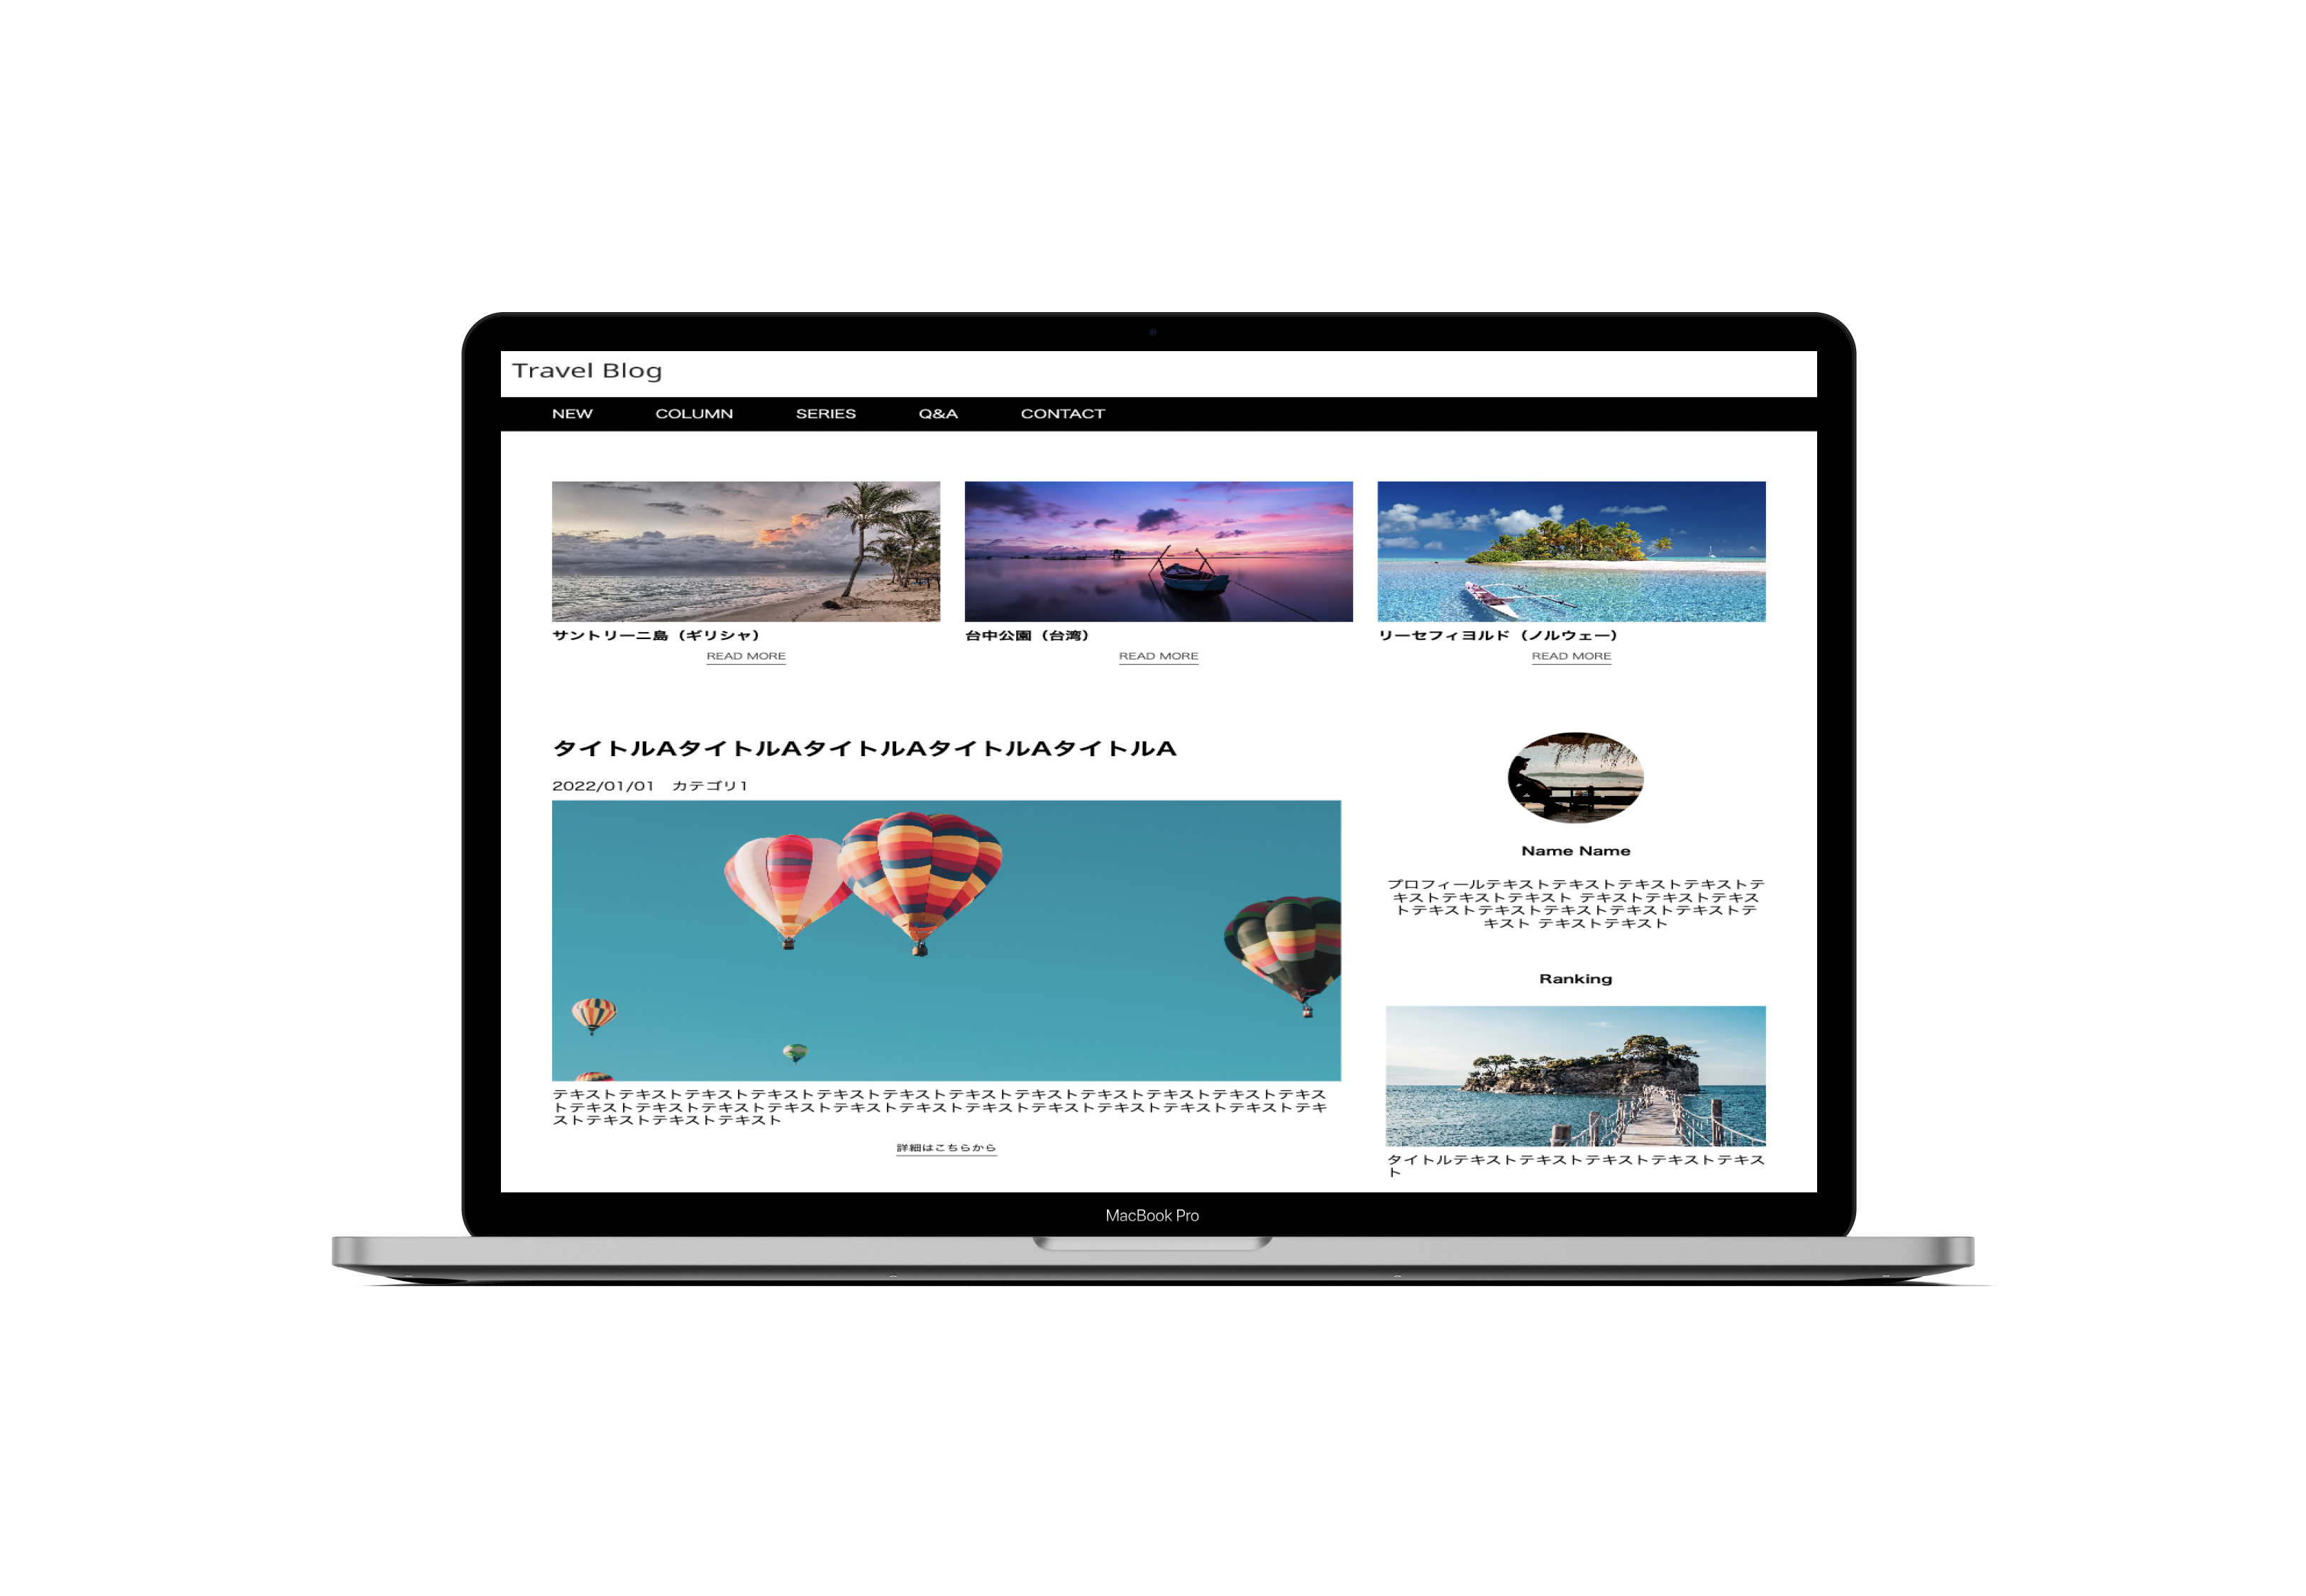 Travel Blog
NEW COLUMN SERIES Q&A CONTACT
サントリーニ島（ギリシャ） 台中公園（台湾） リーセフィヨルド（ノルウェー）
READ MORE READ MORE READ MORE
タイトルAタイトルAタイトルAタイトルAタイトルA
2022/01/01　カテゴリ1
テキストテキストテキストテキストテキストテキストテキストテキストテキストテキストテキストテキス
トテキストテキストテキストテキストテキストテキストテキストテキストテキストテキストテキストテキ
ストテキストテキストテキスト
詳細はこちらから
Name Name
プロフィールテキストテキストテキストテキストテ
キストテキストテキスト テキストテキストテキス
トテキストテキストテキストテキストテキストテ
キスト テキストテキスト
Ranking
タイトルテキストテキストテキストテキストテキス
ト
MacBook Pro